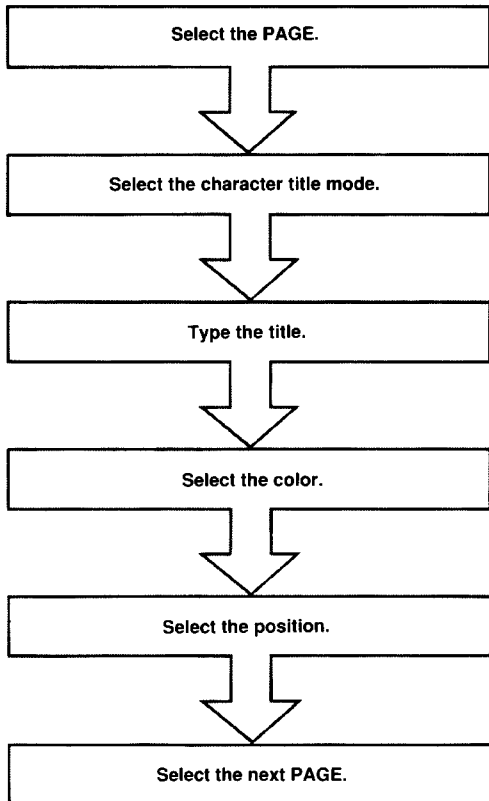 Select the PAGE.
Select the character title mode.
Type the title.
Select the color.
Select the position.
Select the next PAGE.